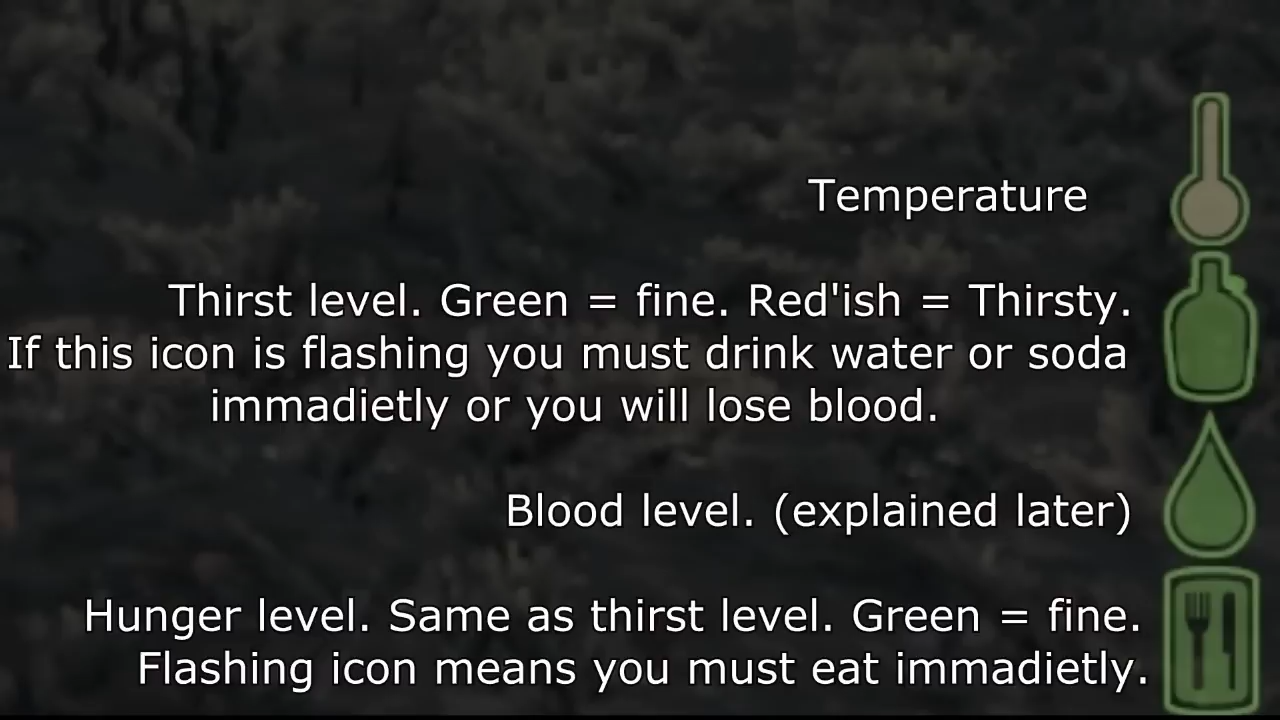 Temperature
Thirst level. Green = fine. Red'ish = Thirsty.
If this icon is flashing you must drink water or soda
immadietly or you will lose blood.
Blood level. (explained later)
Hunger level. Same as thirst level. Green = fine.
Flashing icon means you must eat immadietly.